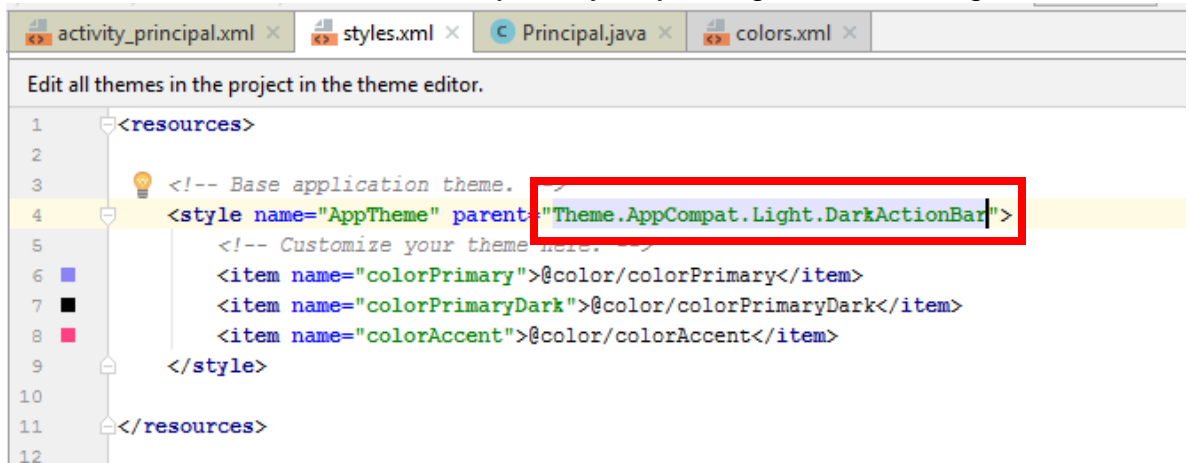 activity_principal.xml × styles.xml × Principal.java × colors.xml ×
Edit all themes in the project in the theme editor.
1 <resources>
2
3 <!-- Base application theme. -->
4 <style name="AppTheme" parent="Theme.AppCompat.Light.DarkActionBar">
5 <!-- Customize your theme here. -->
6 <item name="colorPrimary">@color/colorPrimary</item>
7 <item name="colorPrimaryDark">@color/colorPrimaryDark</item>
8 <item name="colorAccent">@color/colorAccent</item>
9 </style>
10
11 </resources>
12